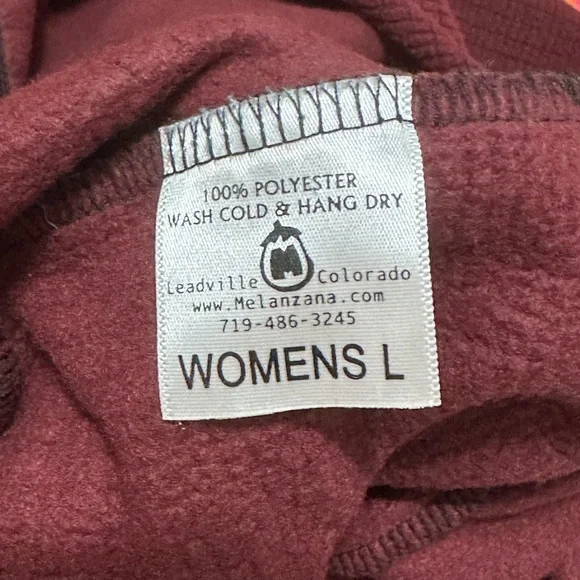 100% POLYESTER
WASH COLD & HANG DRY
M
Leadville Colorado
www.Melanzana.com
719-486-3245
WOMENS L